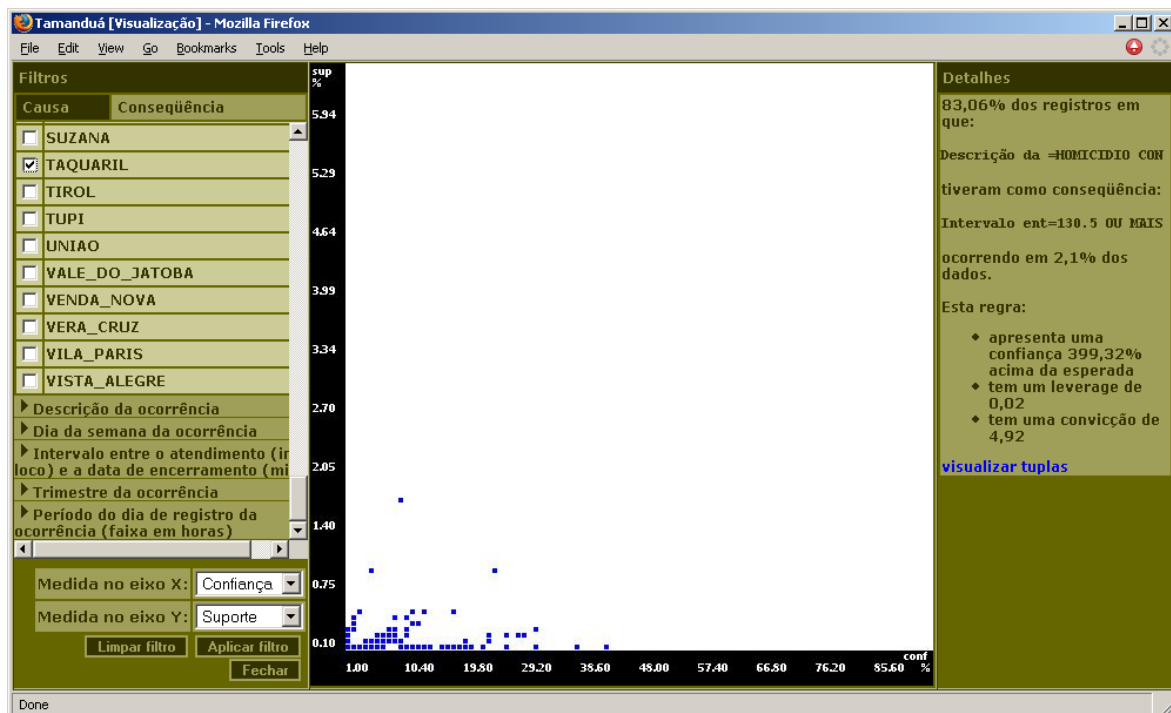 Tamanduá [Visualização] - Mozilla Firefox
File Edit View Go Bookmarks Tools Help
Filtros
Causa Conseqüência
SUZANA
TAQUARIL
TIROL
TUPI
UNIAO
VALE_DO_JATOBA
VENDA_NOVA
VERA_CRUZ
VILA_PARIS
VISTA_ALEGRE
Descrição da ocorrência
Dia da semana da ocorrência
Intervalo entre o atendimento (in
loco) e a data de encerramento (mi
Trimestre da ocorrência
Período do dia de registro da
ocorrência (faixa em horas)
Medida no eixo X: Confiança
Medida no eixo Y: Suporte
Limpar filtro Aplicar filtro
Fechar
sup
%
5.94
5.29
4.64
3.99
3.34
2.70
2.05
1.40
0.75
0.10
conf
1.00 10.40 19.80 29.20 38.60 48.00 57.40 66.80 76.20 85.60 %
Detalhes
83,06% dos registros em
que:
Descrição da =HOMICIDIO CON
tiveram como conseqüência:
Intervalo ent=130.5 OU MAIS
ocorrendo em 2,1% dos
dados.
Esta regra:
apresenta uma
confiança 399,32%
acima da esperada
tem um leverage de
0,02
tem uma convicção de
4,92
visualizar tuplas
Done